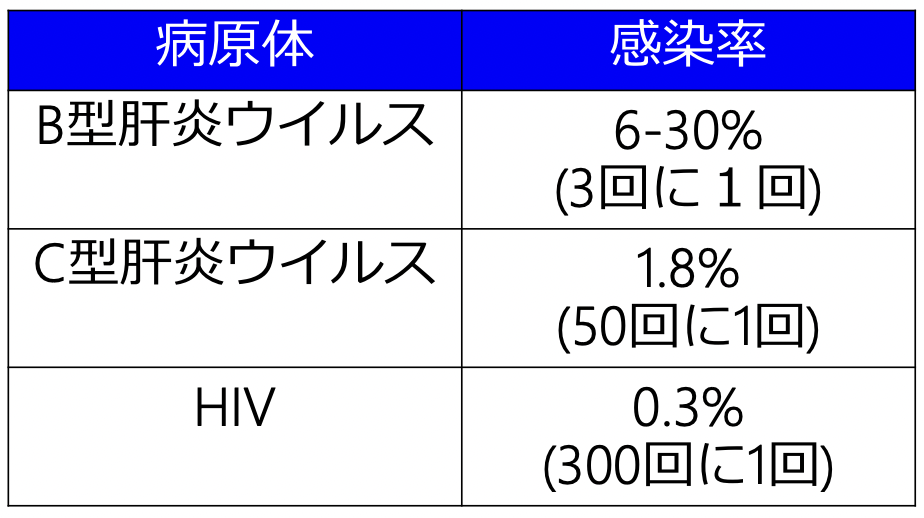 病原体 感染率
B型肝炎ウイルス 6-30%
(3回に１回)
C型肝炎ウイルス 1.8%
(50回に1回)
HIV 0.3%
(300回に1回)